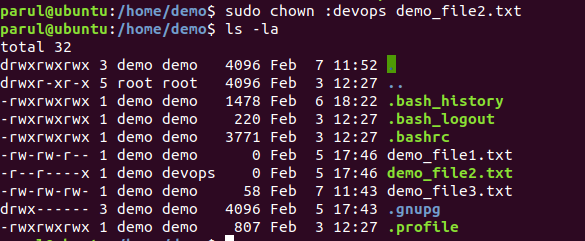 parul@ubuntu:/home/demo$ sudo chown :devops demo_file2.txt
parul@ubuntu:/home/demo$ ls -la
total 32
drwxrwxrwx 3 demo demo   4096 Feb  7 11:52 .
drwxr-xr-x 5 root root   4096 Feb  3 12:27 ..
-rwxrwxrwx 1 demo demo   1478 Feb  6 18:22 .bash_history
-rwxrwxrwx 1 demo demo    220 Feb  3 12:27 .bash_logout
-rwxrwxrwx 1 demo demo   3771 Feb  3 12:27 .bashrc
-rw-rw-r-- 1 demo demo      0 Feb  5 17:46 demo_file1.txt
-r--r----x 1 demo devops    0 Feb  5 17:46 demo_file2.txt
-rw-rw-rw- 1 demo demo     58 Feb  7 11:43 demo_file3.txt
drwx------ 3 demo demo   4096 Feb  5 17:43 .gnupg
-rwxrwxrwx 1 demo demo    807 Feb  3 12:27 .profile
parul@ubuntu:/home/demo$